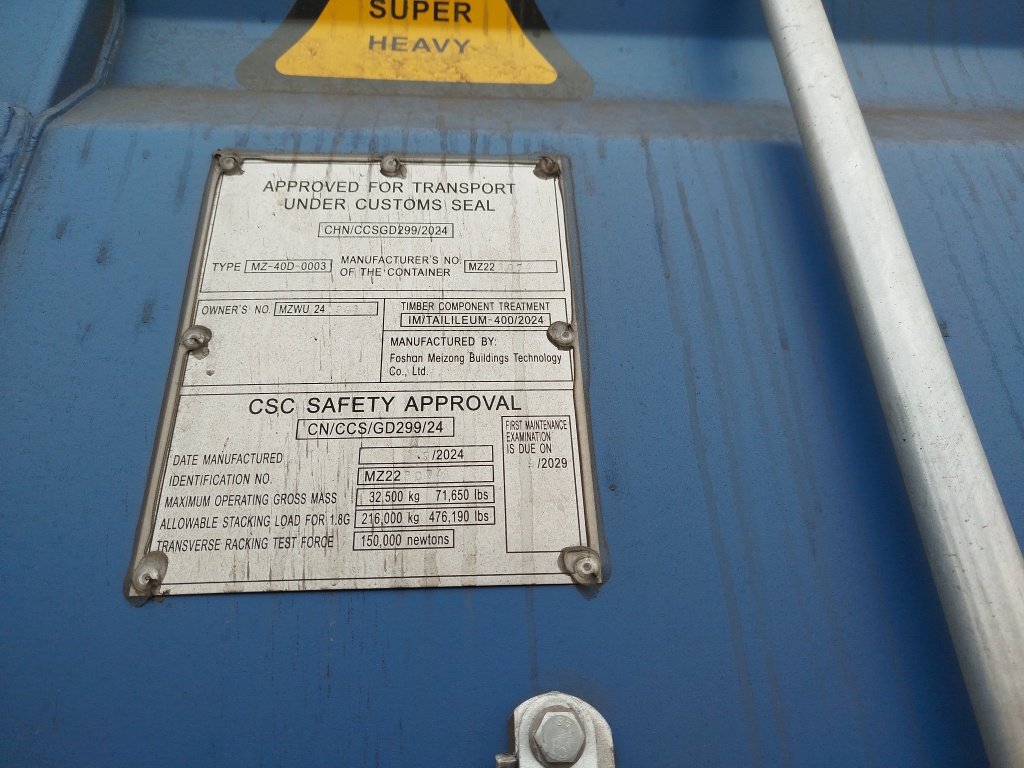 SUPER
HEAVY
APPROVED FOR TRANSPORT
UNDER CUSTOMS SEAL
CHN/CCSGD299/2024
TYPE MZ-40D-0003 MANUFACTURER'S NO. OF THE CONTAINER MZ22
OWNER'S NO. MZWU 24
TIMBER COMPONENT TREATMENT
IM/TAILILEUM-400/2024
MANUFACTURED BY:
Foshan Meizong Buildings Technology
Co., Ltd.
CSC SAFETY APPROVAL
CN/CCS/GD299/24
DATE MANUFACTURED /2024
IDENTIFICATION NO. MZ22
MAXIMUM OPERATING GROSS MASS 32,500 kg 71,650 lbs
ALLOWABLE STACKING LOAD FOR 1.8G 216,000 kg 476,190 lbs
TRANSVERSE RACKING TEST FORCE 150,000 newtons
FIRST MAINTENANCE
EXAMINATION
IS DUE ON
/2029